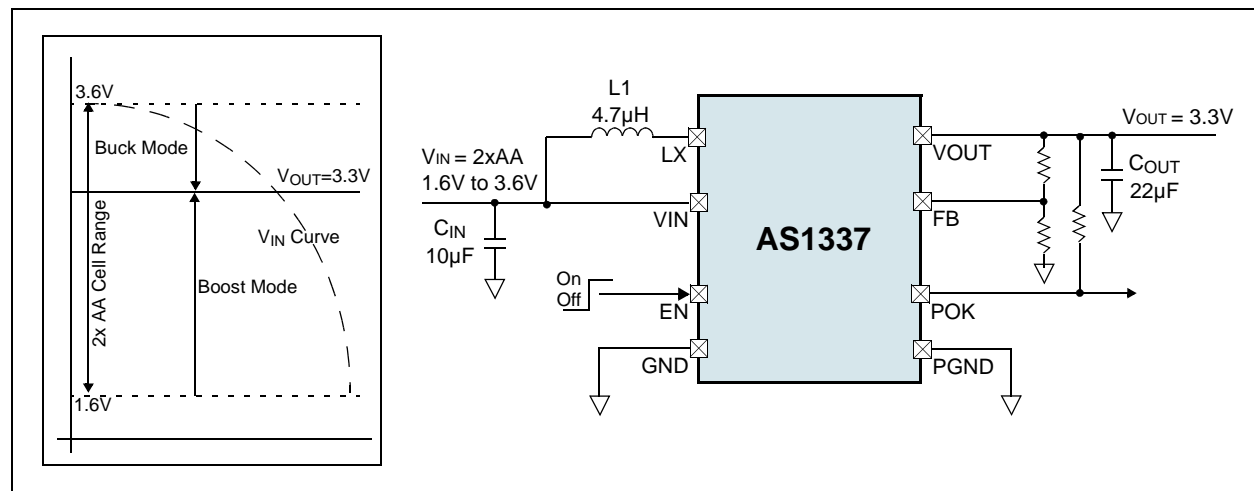 3.6V
Buck Mode
VOUT=3.3V
VIN Curve
Boost Mode
2x AA Cell Range
1.6V
L1
4.7µH
LX
VIN = 2xAA
1.6V to 3.6V
VIN
CIN
10µF
On
Off
EN
GND
AS1337
VOUT
VOUT = 3.3V
COUT
22µF
FB
POK
PGND